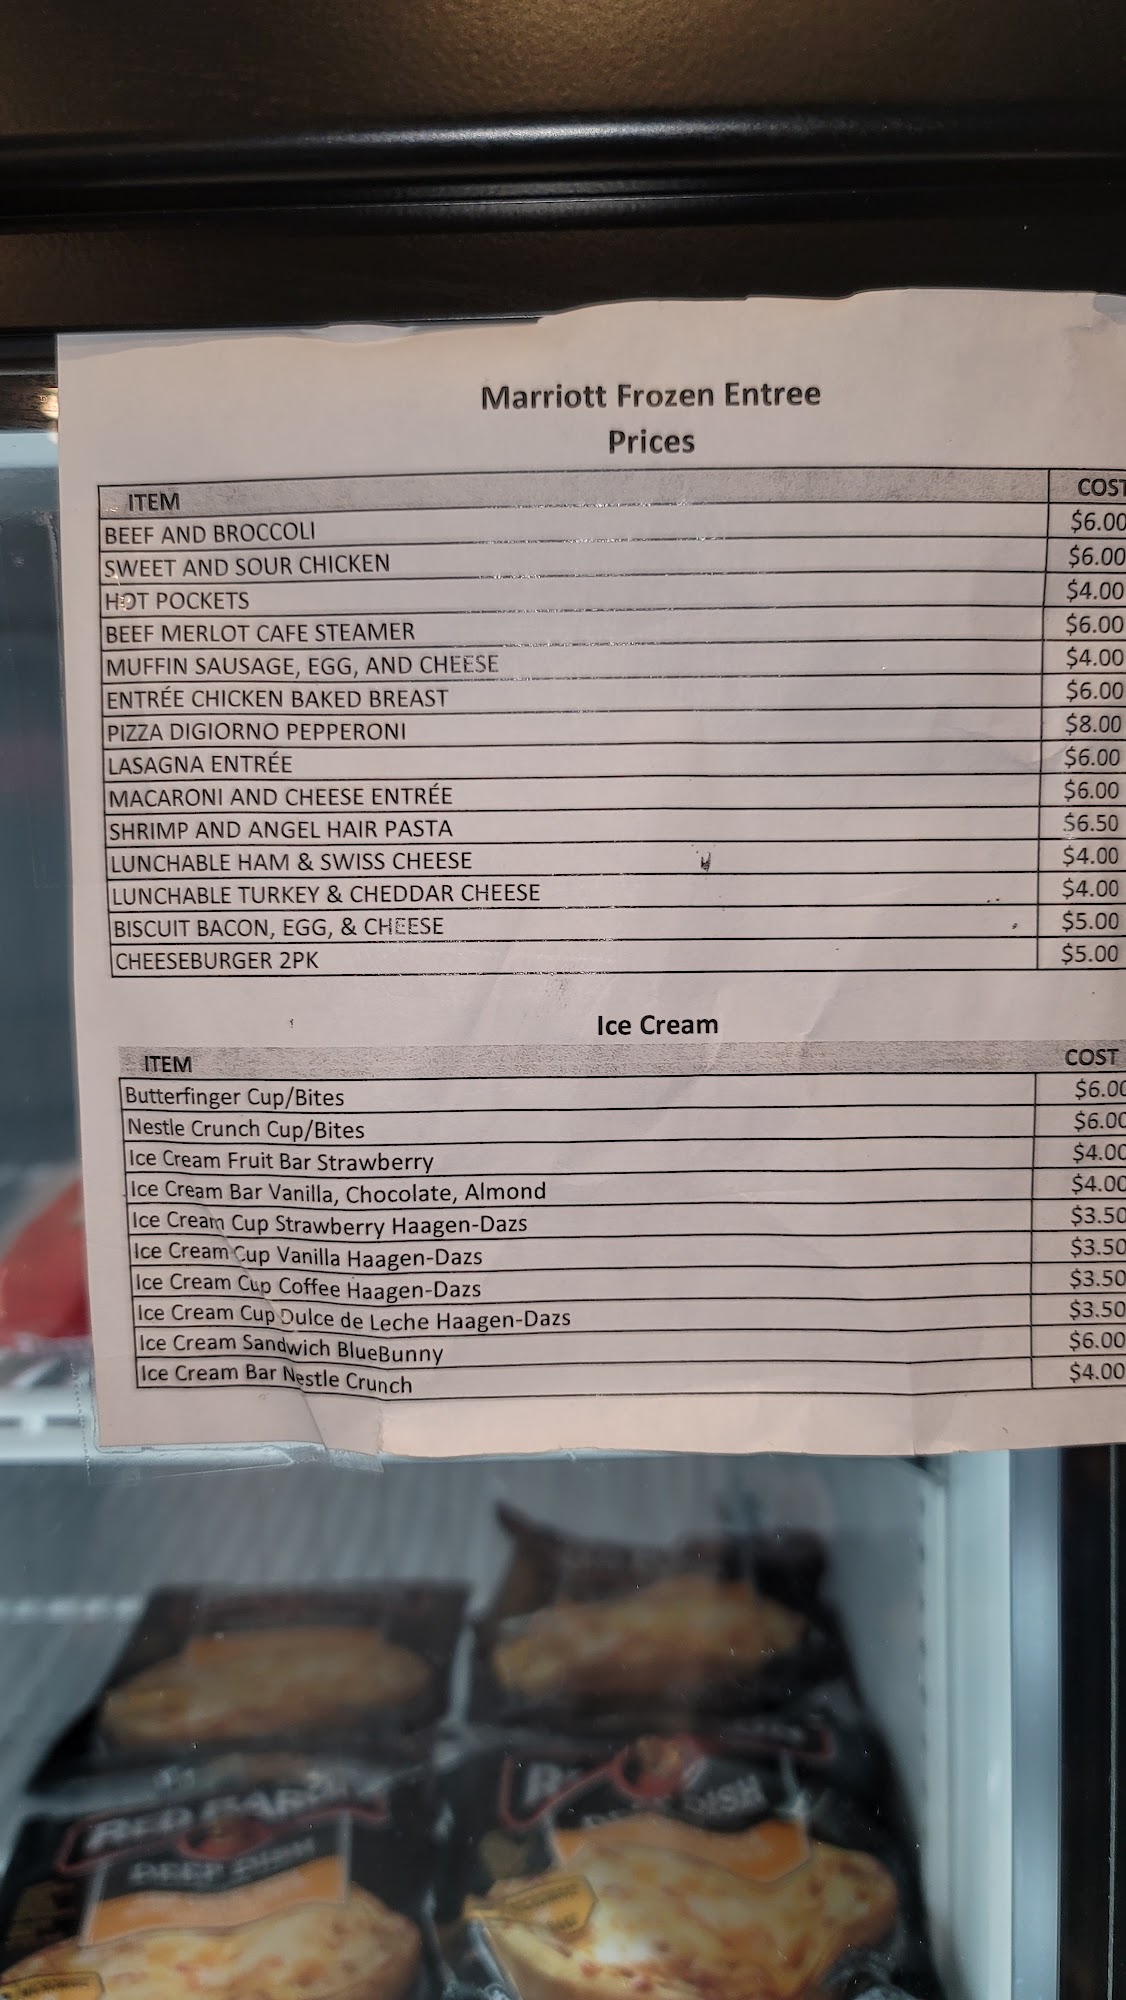 Marriott Frozen Entree
Prices
ITEM COST
BEEF AND BROCCOLI $6.00
SWEET AND SOUR CHICKEN $6.00
HOT POCKETS $4.00
BEEF MERLOT CAFE STEAMER $6.00
MUFFIN SAUSAGE, EGG, AND CHEESE $4.00
ENTRÉE CHICKEN BAKED BREAST $6.00
PIZZA DIGIORNO PEPPERONI $8.00
LASAGNA ENTRÉE $6.00
MACARONI AND CHEESE ENTRÉE $6.00
SHRIMP AND ANGEL HAIR PASTA $6.50
LUNCHABLE HAM & SWISS CHEESE $4.00
LUNCHABLE TURKEY & CHEDDAR CHEESE $4.00
BISCUIT BACON, EGG, & CHEESE $5.00
CHEESEBURGER 2PK $5.00
Ice Cream
ITEM COST
Butterfinger Cup/Bites $6.00
Nestle Crunch Cup/Bites $6.00
Ice Cream Fruit Bar Strawberry $4.00
Ice Cream Bar Vanilla, Chocolate, Almond $4.00
Ice Cream Cup Strawberry Haagen-Dazs $3.50
Ice Cream Cup Vanilla Haagen-Dazs $3.50
Ice Cream Cup Coffee Haagen-Dazs $3.50
Ice Cream Cup Dulce de Leche Haagen-Dazs $3.50
Ice Cream Sandwich BlueBunny $6.00
Ice Cream Bar Nestle Crunch $4.00
RED BARON
DEEP DISH
DISH